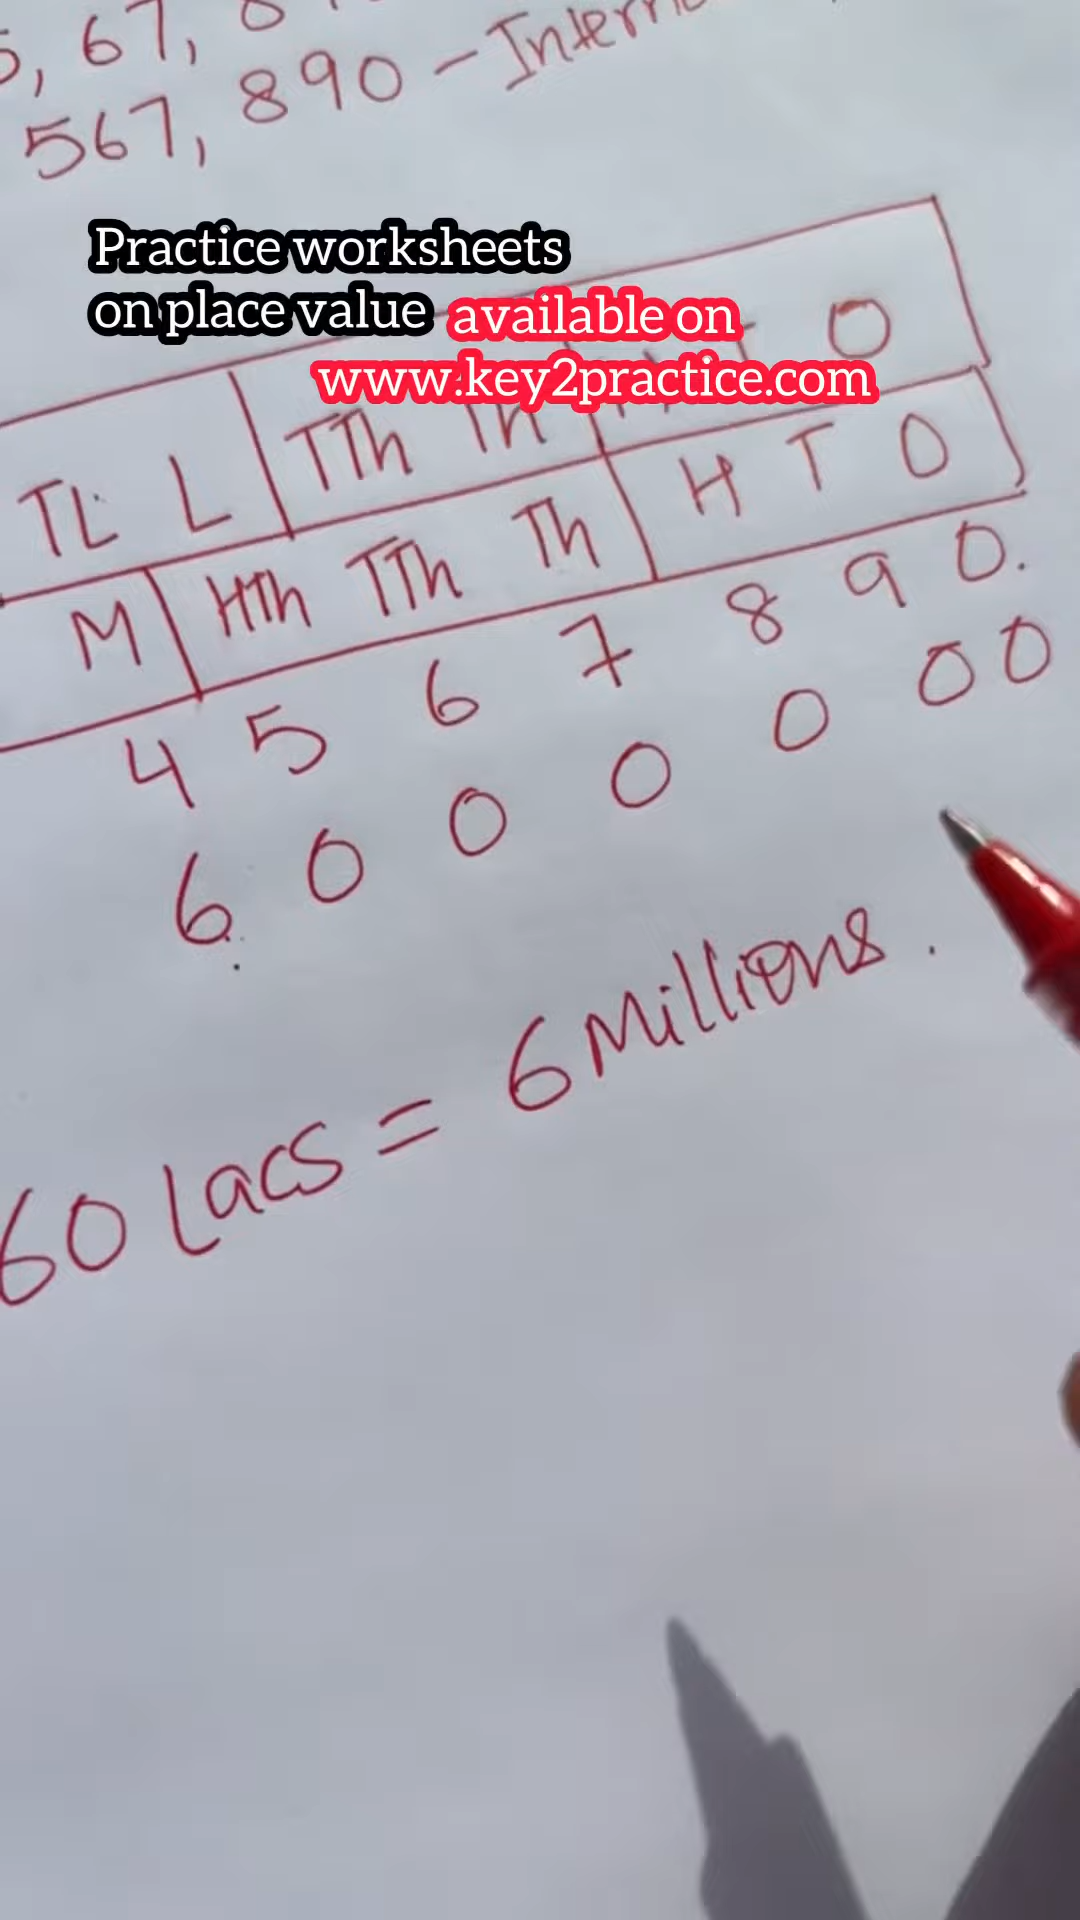 , 67,
567, 890 - Intern
Practice worksheets
on place value available on
www.key2practice.com
T O
TL L TTh Th
H T O
M HTh TTh Th
4 5 6 7 8 9 0.
6 0 0 0 0 0 0
60 Lacs = 6 Millions.